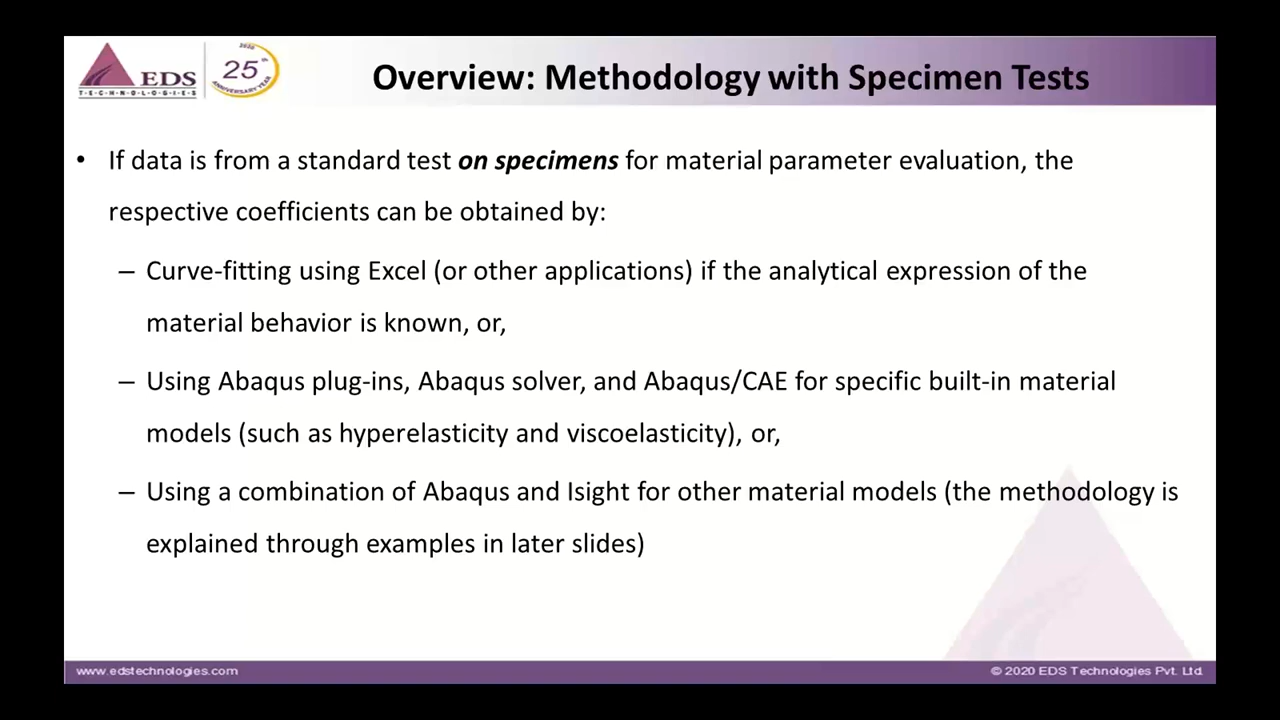 EDS
TECHNOLOGIES
2020
25th
ANNIVERSARY YEAR
Overview: Methodology with Specimen Tests
• If data is from a standard test on specimens for material parameter evaluation, the
respective coefficients can be obtained by:
– Curve-fitting using Excel (or other applications) if the analytical expression of the
material behavior is known, or,
– Using Abaqus plug-ins, Abaqus solver, and Abaqus/CAE for specific built-in material
models (such as hyperelasticity and viscoelasticity), or,
– Using a combination of Abaqus and Isight for other material models (the methodology is
explained through examples in later slides)
www.edstechnologies.com
© 2020 EDS Technologies Pvt. Ltd